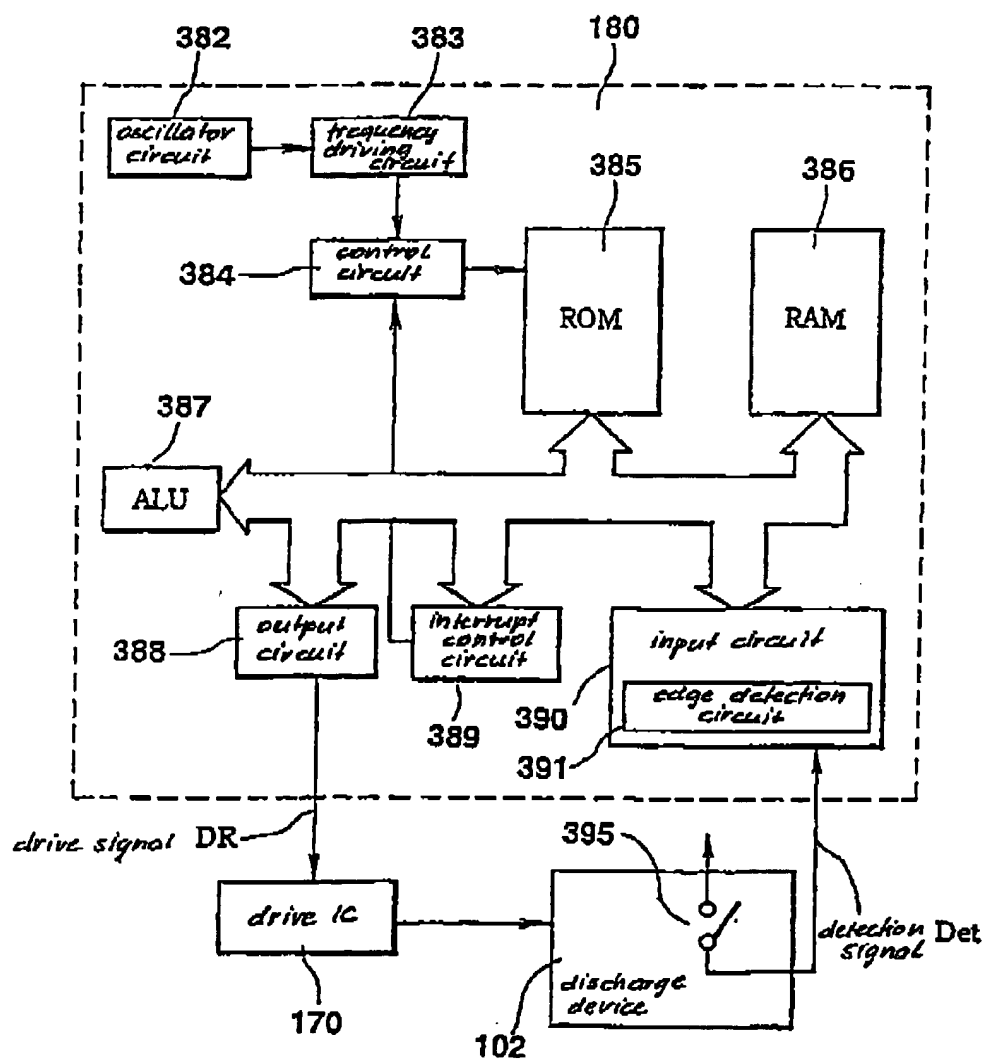 382
383
180
oscillator
circuit
frequency
driving
circuit
385
386
384
control
circuit
ROM
RAM
387
ALU
388
output
circuit
interrupt
control
circuit
389
input circuit
390
edge detection
circuit
391
drive signal DR
395
drive IC
170
discharge
device
102
detection
signal Det